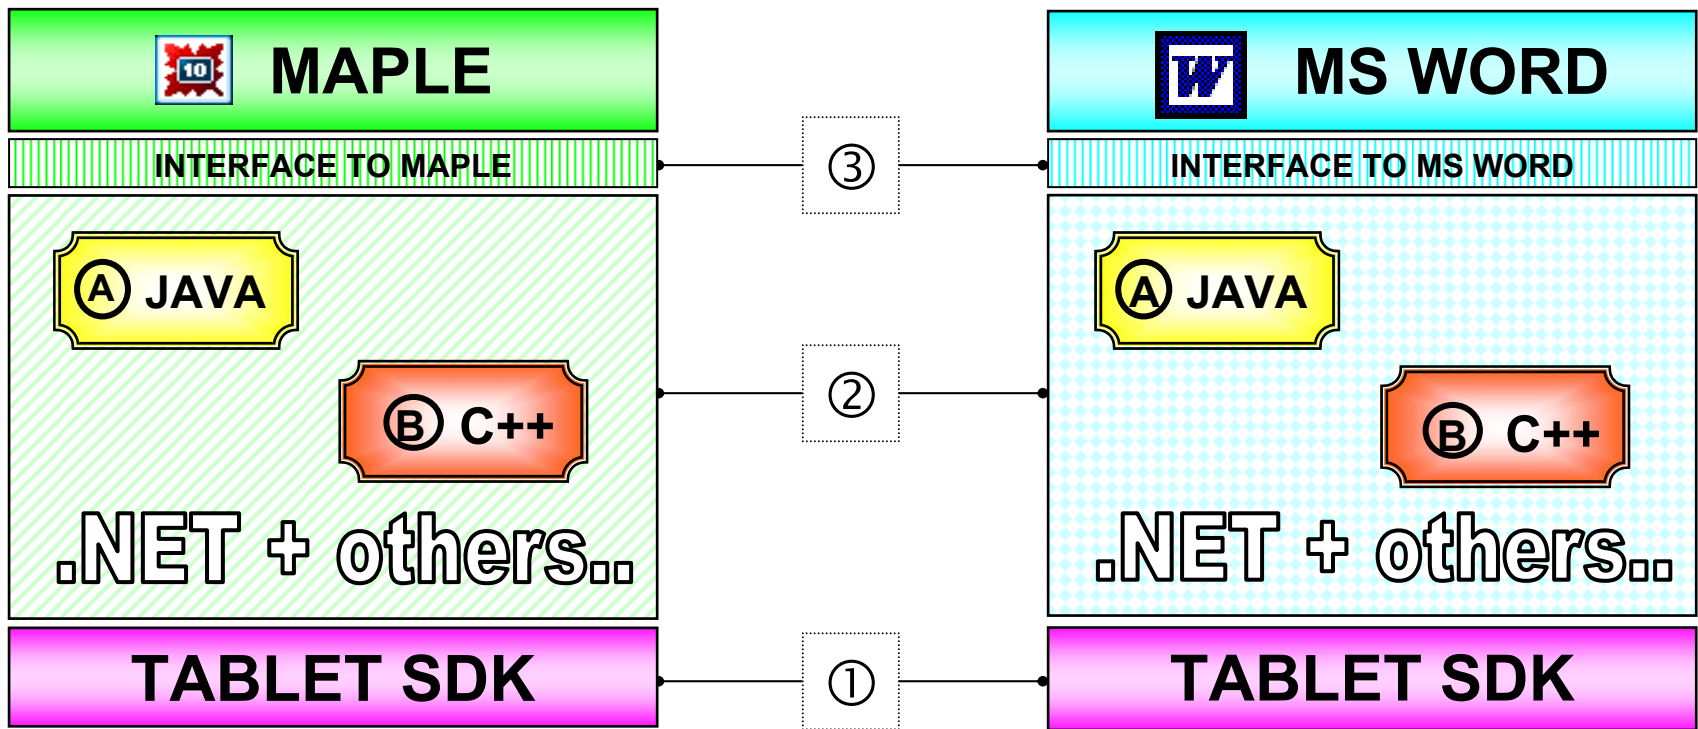 10 MAPLE
INTERFACE TO MAPLE
Ⓐ JAVA
Ⓑ C++
.NET + others..
TABLET SDK
③
②
①
W MS WORD
INTERFACE TO MS WORD
Ⓐ JAVA
Ⓑ C++
.NET + others..
TABLET SDK